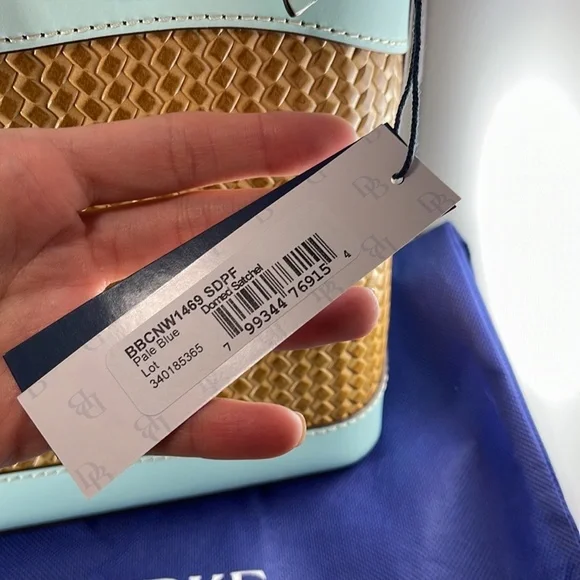 BBCNW1469 SDPF
Pale Blue Domed Satchel
Lot
340185365
7 99344 76915 4